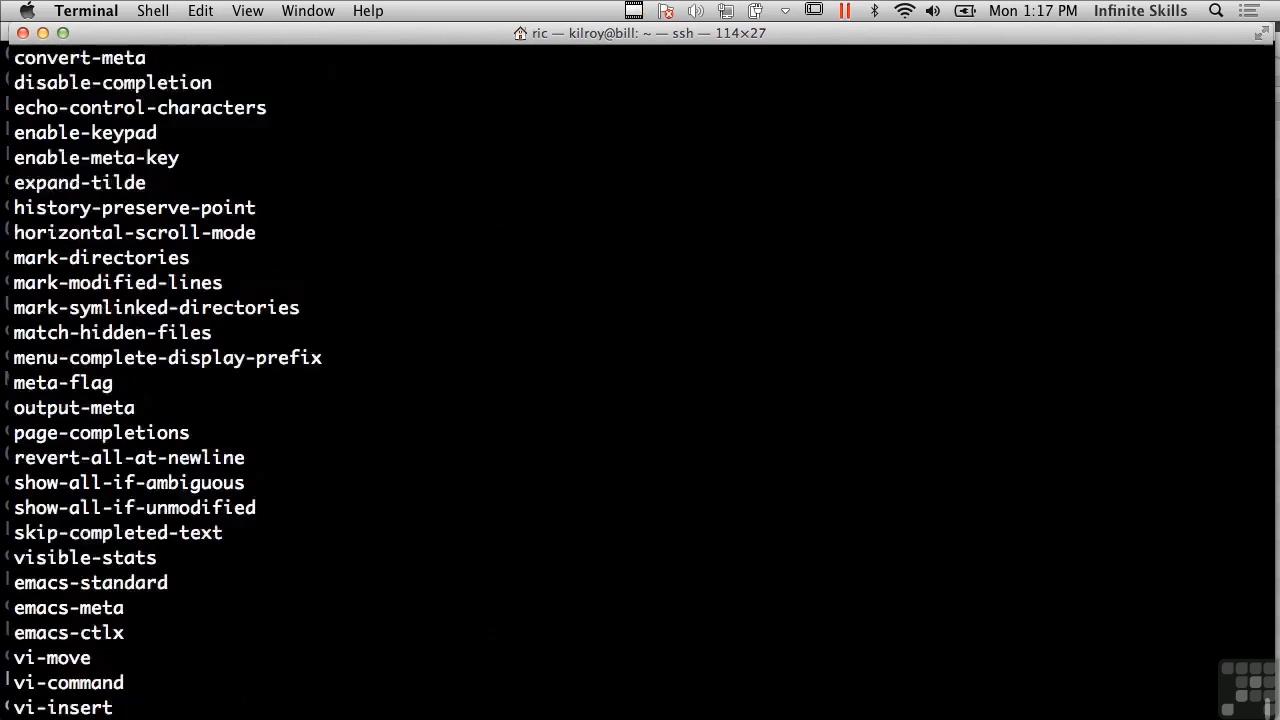 Terminal Shell Edit View Window Help Mon 1:17 PM Infinite Skills
ric — kilroy@bill: ~ — ssh — 114×27
convert-meta
disable-completion
echo-control-characters
enable-keypad
enable-meta-key
expand-tilde
history-preserve-point
horizontal-scroll-mode
mark-directories
mark-modified-lines
mark-symlinked-directories
match-hidden-files
menu-complete-display-prefix
meta-flag
output-meta
page-completions
revert-all-at-newline
show-all-if-ambiguous
show-all-if-unmodified
skip-completed-text
visible-stats
emacs-standard
emacs-meta
emacs-ctlx
vi-move
vi-command
vi-insert